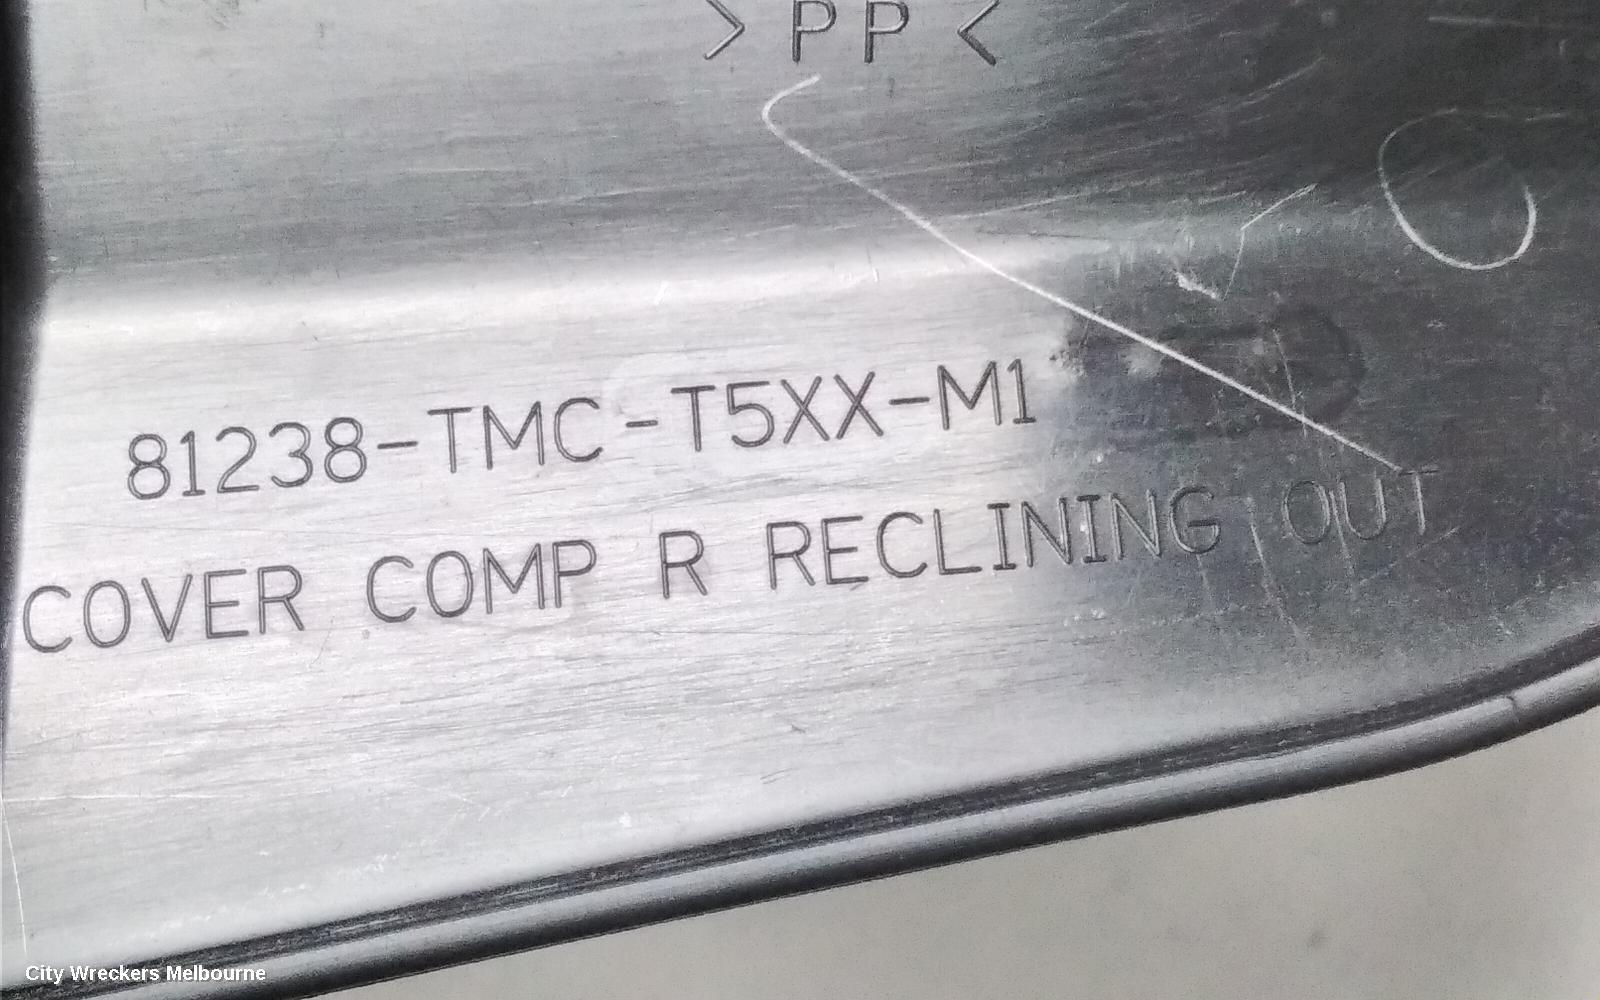 >PP<
81238-TMC-T5XX-M1
COVER COMP R RECLINING OUT
City Wreckers Melbourne